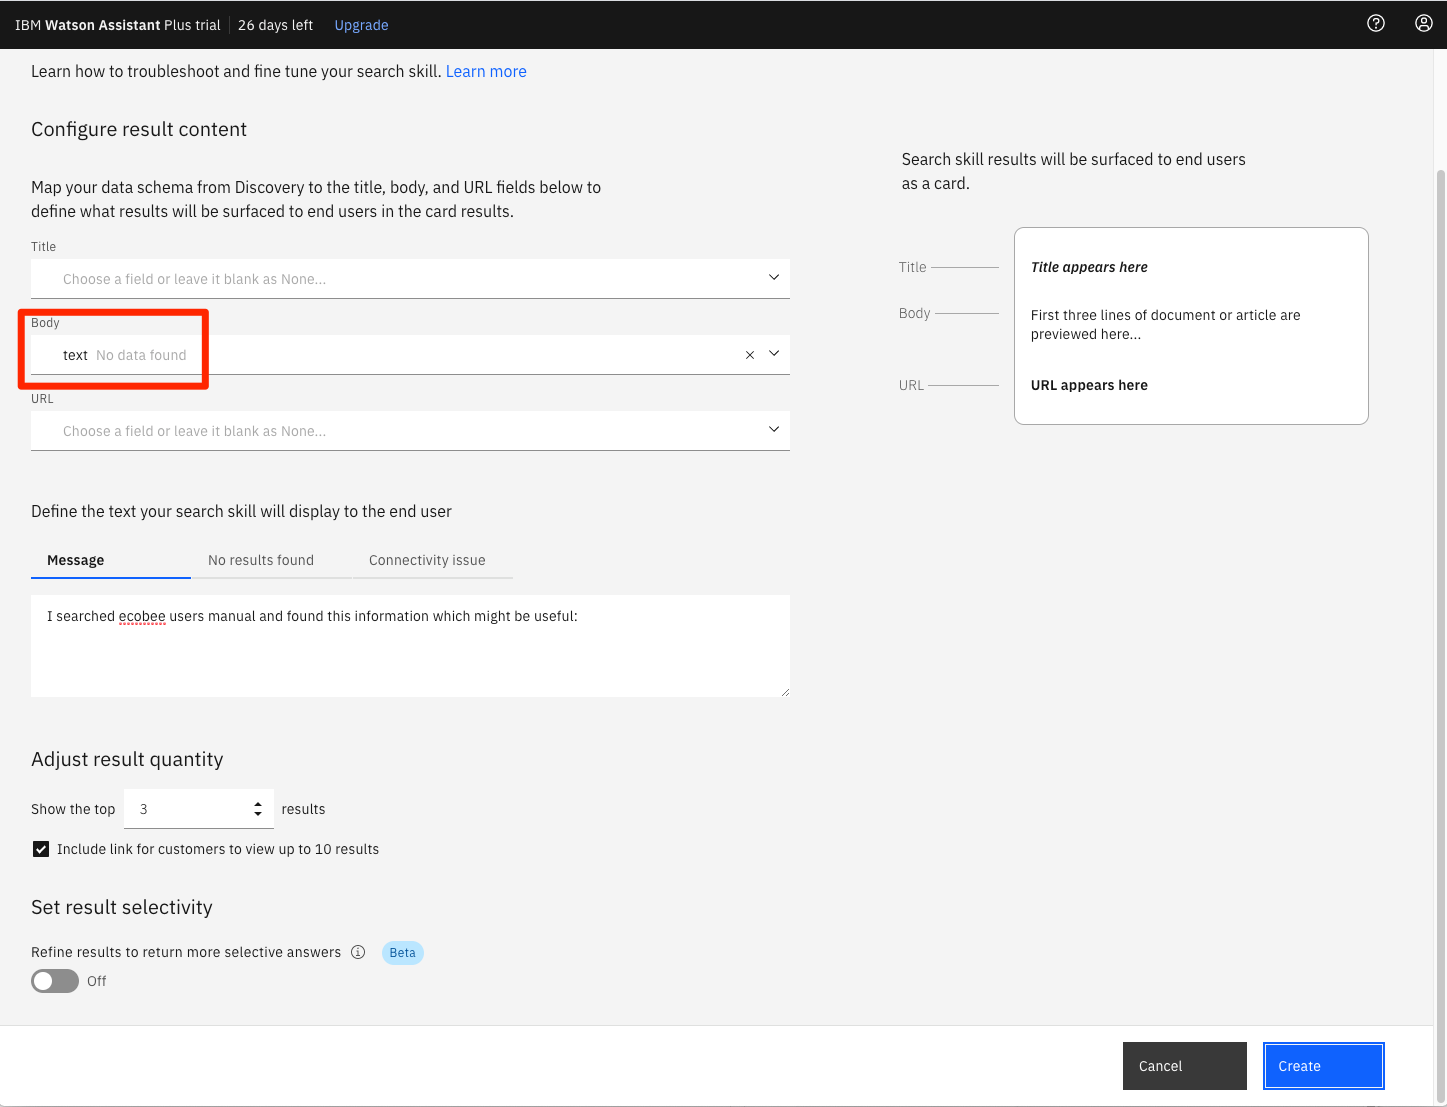 IBM Watson Assistant Plus trial 26 days left Upgrade
Learn how to troubleshoot and fine tune your search skill. Learn more
Configure result content
Map your data schema from Discovery to the title, body, and URL fields below to
define what results will be surfaced to end users in the card results.
Title
Choose a field or leave it blank as None...
Body
text No data found
URL
Choose a field or leave it blank as None...
Search skill results will be surfaced to end users
as a card.
Title
Title appears here
Body
First three lines of document or article are
previewed here...
URL
URL appears here
Define the text your search skill will display to the end user
Message No results found Connectivity issue
I searched ecobee users manual and found this information which might be useful:
Adjust result quantity
Show the top 3 results
Include link for customers to view up to 10 results
Set result selectivity
Refine results to return more selective answers Beta
Off
Cancel Create